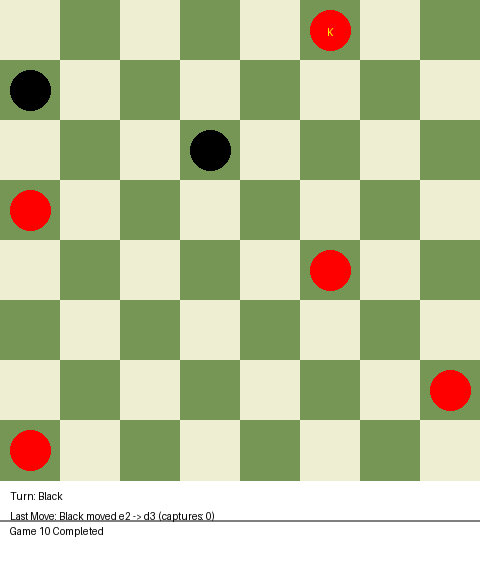 K
Turn: Black
Last Move: Black moved e2 -> d3 (captures: 0)
Game 10 Completed